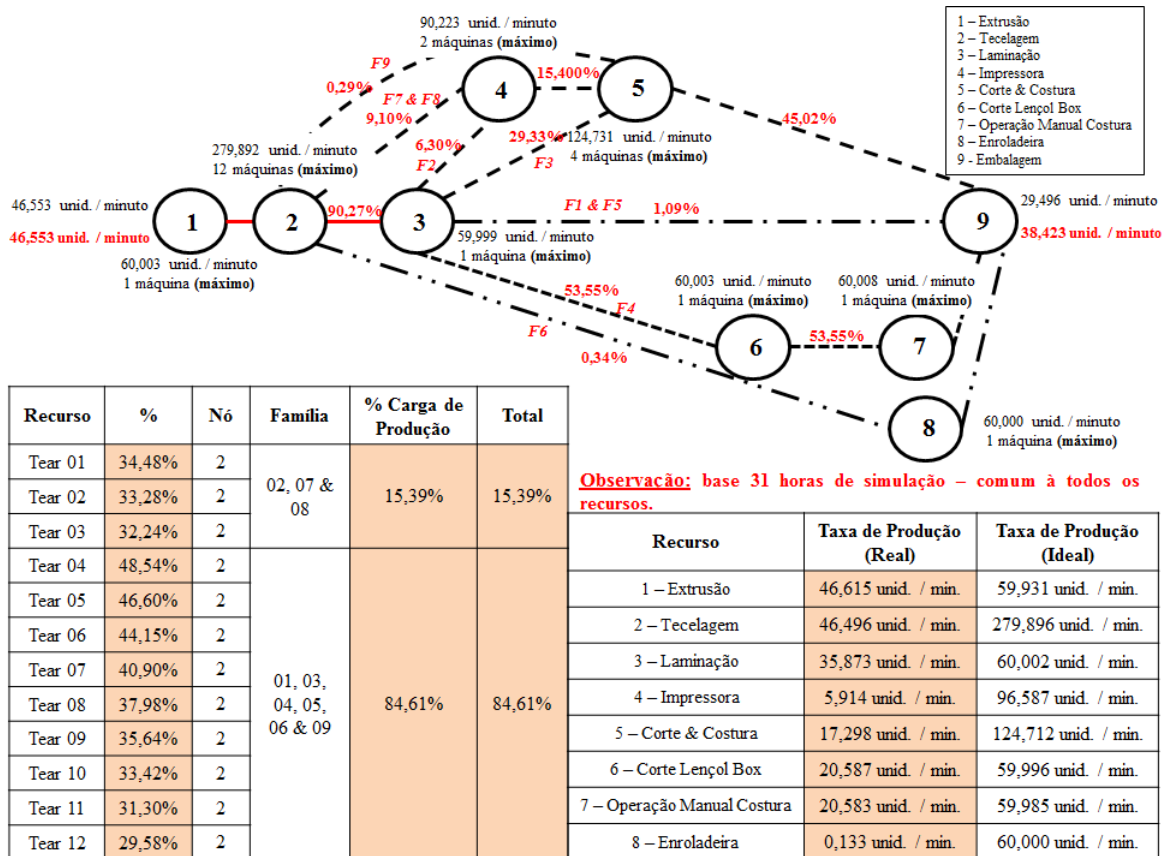 90,223 unid. / minuto
2 máquinas (máximo)
1 – Extrusão
2 – Tecelagem
3 – Laminação
4 – Impressora
5 – Corte & Costura
6 – Corte Lençol Box
7 – Operação Manual Costura
8 – Enroladeira
9 - Embalagem
F9
0,29%
F7 & F8
9,10%
4
15,400%
5
45,02%
6,30%
F2
29,33%
F3
124,731 unid. / minuto
4 máquinas (máximo)
279,892 unid. / minuto
12 máquinas (máximo)
46,553 unid. / minuto
46,553 unid. / minuto
1
60,003 unid. / minuto
1 máquina (máximo)
2
90,27%
3
59,999 unid. / minuto
1 máquina (máximo)
F1 & F5
1,09%
9
29,496 unid. / minuto
38,423 unid. / minuto
53,55%
F4
F6
0,34%
60,003 unid. / minuto
1 máquina (máximo)
60,008 unid. / minuto
1 máquina (máximo)
6
53,55%
7
8
60,000 unid. / minuto
1 máquina (máximo)
Recurso % Nó Família % Carga de Produção Total
Tear 01 34,48% 2
Tear 02 33,28% 2
Tear 03 32,24% 2
02, 07 &
08
15,39% 15,39%
Tear 04 48,54% 2
Tear 05 46,60% 2
Tear 06 44,15% 2
Tear 07 40,90% 2
Tear 08 37,98% 2
Tear 09 35,64% 2
Tear 10 33,42% 2
Tear 11 31,30% 2
Tear 12 29,58% 2
01, 03,
04, 05,
06 & 09
84,61% 84,61%
Observação: base 31 horas de simulação – comum à todos os
recursos.
Recurso Taxa de Produção (Real) Taxa de Produção (Ideal)
1 – Extrusão 46,615 unid. / min. 59,931 unid. / min.
2 – Tecelagem 46,496 unid. / min. 279,896 unid. / min.
3 – Laminação 35,873 unid. / min. 60,002 unid. / min.
4 – Impressora 5,914 unid. / min. 96,587 unid. / min.
5 – Corte & Costura 17,298 unid. / min. 124,712 unid. / min.
6 – Corte Lençol Box 20,587 unid. / min. 59,996 unid. / min.
7 – Operação Manual Costura 20,583 unid. / min. 59,985 unid. / min.
8 – Enroladeira 0,133 unid. / min. 60,000 unid. / min.